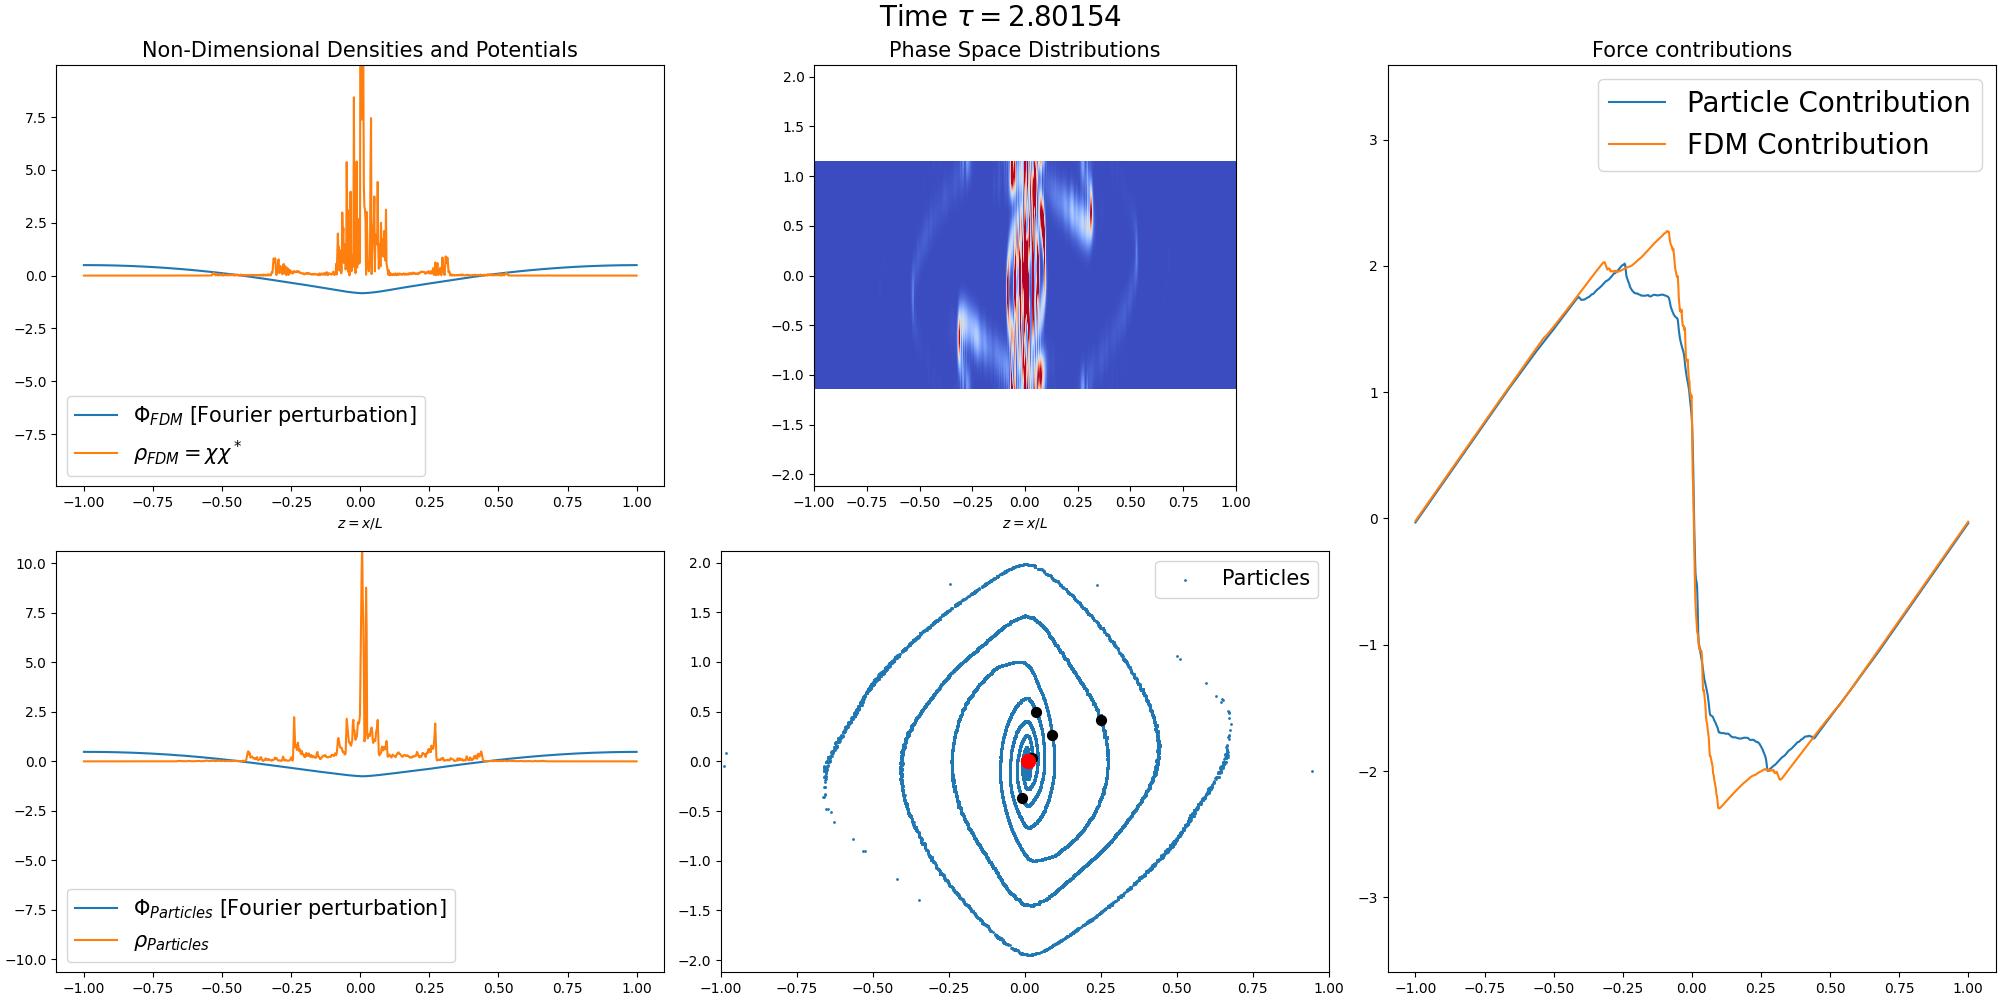 Time τ = 2.80154
Non-Dimensional Densities and Potentials
7.5
5.0
2.5
0.0
−2.5
−5.0
−7.5
Φ_FDM [Fourier perturbation]
ρ_FDM = χχ*
−1.00 −0.75 −0.50 −0.25 0.00 0.25 0.50 0.75 1.00
z = x/L
Phase Space Distributions
2.0
1.5
1.0
0.5
0.0
−0.5
−1.0
−1.5
−2.0
−1.00 −0.75 −0.50 −0.25 0.00 0.25 0.50 0.75 1.00
z = x/L
Force contributions
Particle Contribution
FDM Contribution
3
2
1
0
−1
−2
−3
−1.00 −0.75 −0.50 −0.25 0.00 0.25 0.50 0.75 1.00
10.0
7.5
5.0
2.5
0.0
−2.5
−5.0
−7.5
−10.0
Φ_Particles [Fourier perturbation]
ρ_Particles
−1.00 −0.75 −0.50 −0.25 0.00 0.25 0.50 0.75 1.00
Particles
2.0
1.5
1.0
0.5
0.0
−0.5
−1.0
−1.5
−2.0
−1.00 −0.75 −0.50 −0.25 0.00 0.25 0.50 0.75 1.00